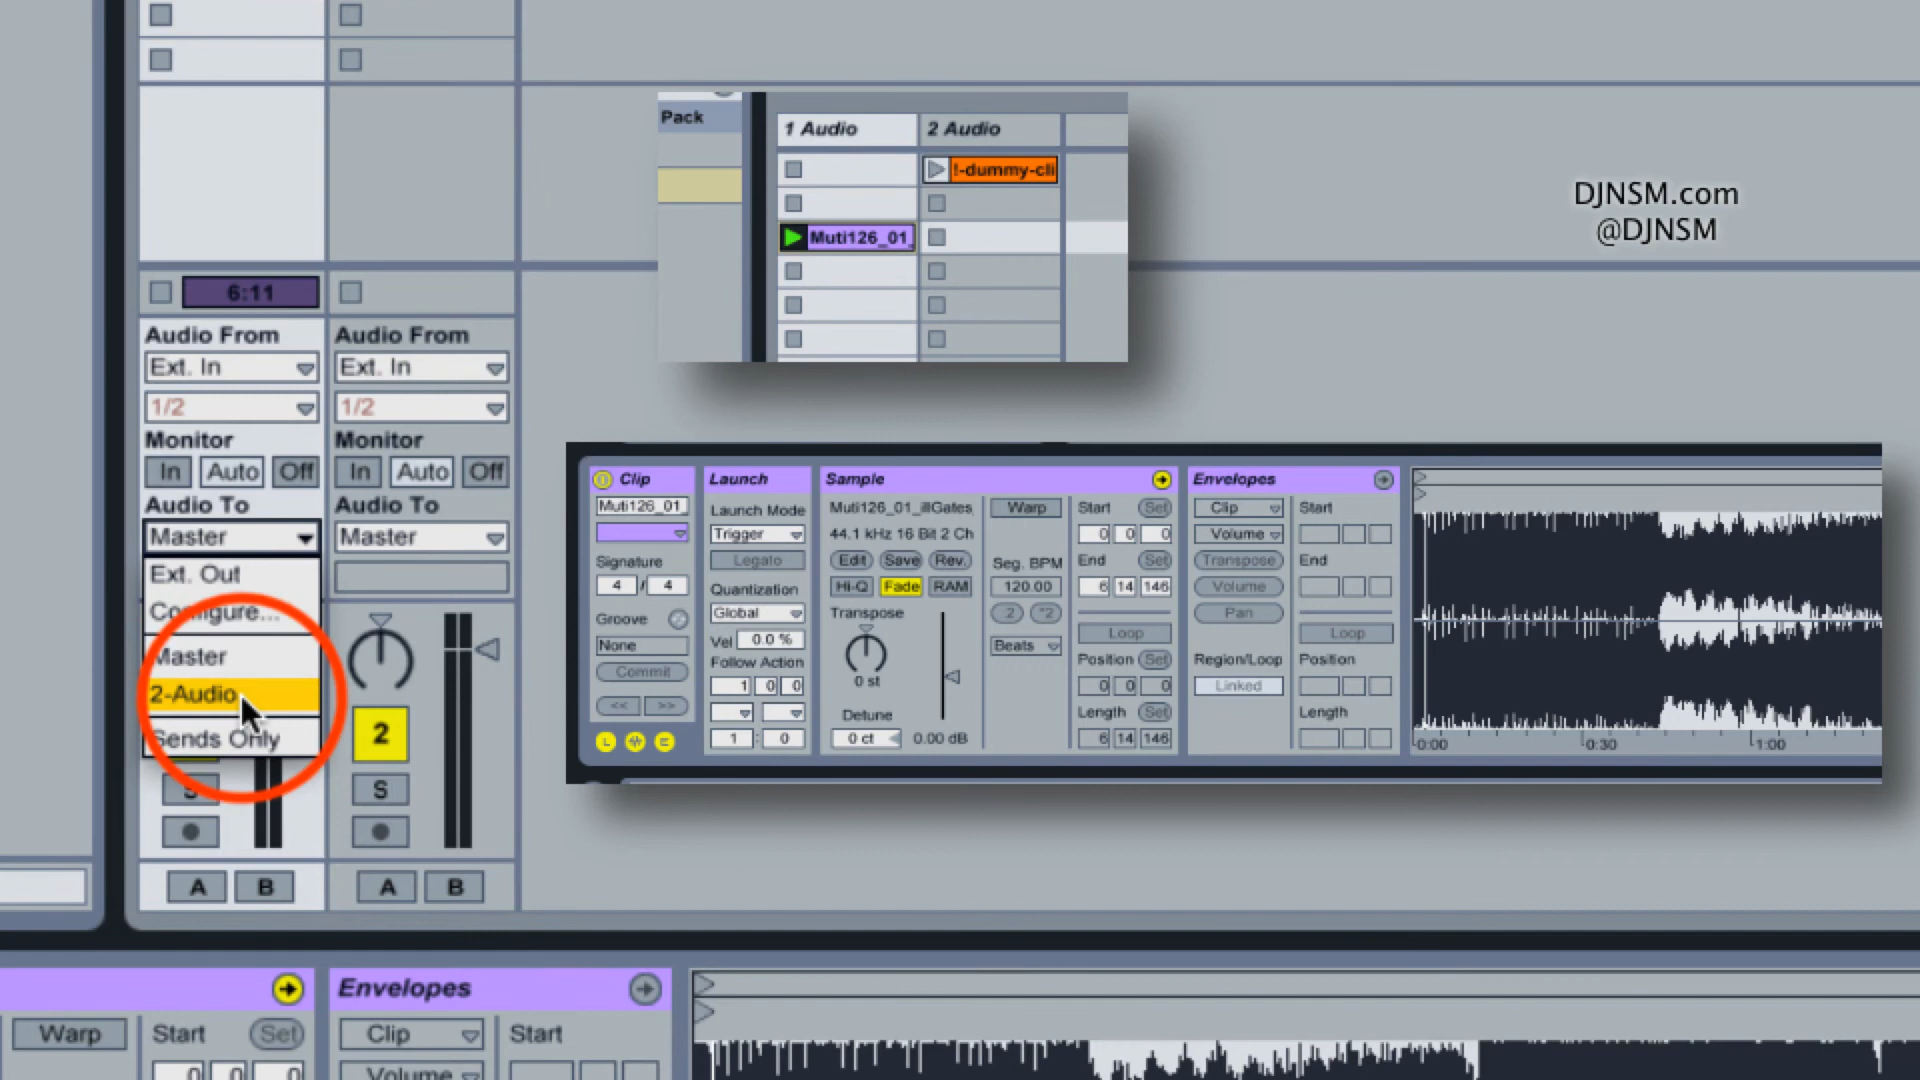 Pack
1 Audio
2 Audio
!-dummy-cli
Muti126_01_
DJNSM.com
@DJNSM
6:11
Audio From
Audio From
Ext. In
Ext. In
1/2
1/2
Monitor
Monitor
In Auto Off
In Auto Off
Audio To
Audio To
Master
Master
Ext. Out
Configure...
Master
2-Audio
Sends Only
2
S
S
A B
A B
Clip
Muti126_01_
Signature
4 / 4
Groove
None
Commit
<< >>
L
E
Launch
Launch Mode
Trigger
Legato
Quantization
Global
Vel 0.0 %
Follow Action
1 0 0
1 : 0
Sample
Muti126_01_illGates_
44.1 kHz 16 Bit 2 Ch
Edit Save Rev.
Hi-Q Fade RAM
Transpose
0 st
Detune
0 ct 0.00 dB
Warp
Seg. BPM
120.00
:2 *2
Beats
Start Set
0 0 0
End Set
6 14 146
Loop
Position Set
0 0 0
Length Set
6 14 146
Envelopes
Clip
Volume
Transpose
Volume
Pan
Region/Loop
Linked
Start
End
Loop
Position
Length
0:00 0:30 1:00
Envelopes
Warp
Start Set
0 0 0
Clip
Start
Volume